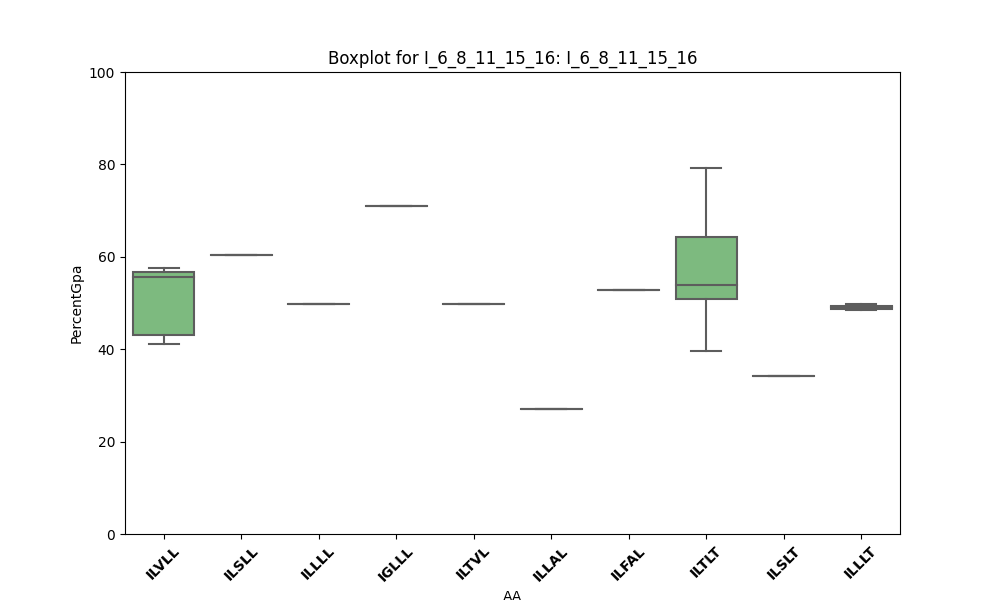 Boxplot for I_6_8_11_15_16: I_6_8_11_15_16
100
80
60
40
20
0
PercentGpa
ILVLL
ILSLL
ILLLL
IGLLL
ILTVL
ILLAL
ILFAL
ILTLT
ILSLT
ILLLT
AA